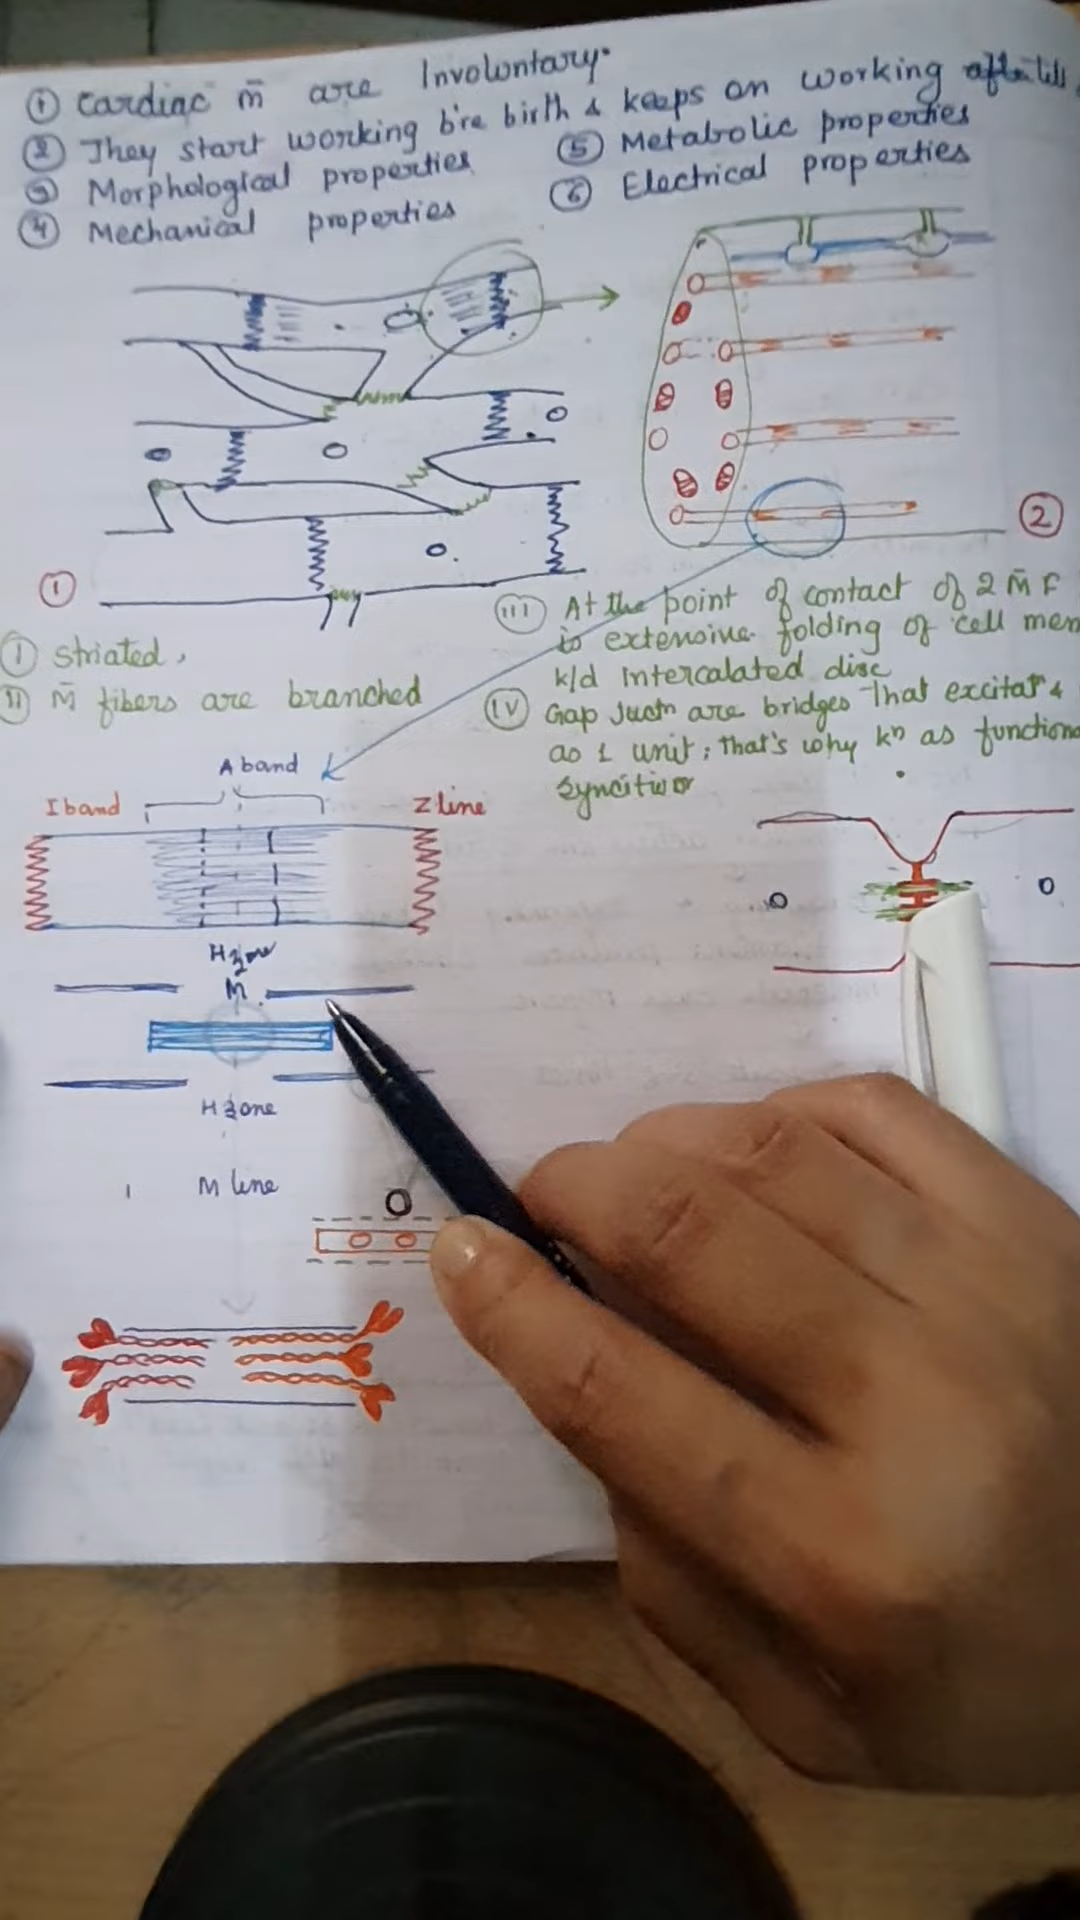 ① Cardiac m̄ are Involontary.
② They start working b're birth & keeps on working
③ Morphological properties
④ Mechanical properties
⑤ Metabolic properties
⑥ Electrical properties
①
②
Ⓘ striated,
ⓘⓘ m̄ fibers are branched
ⓘⓘⓘ At the point of contact of 2 m̄ F
is extensive folding of cell mem
k/d intercalated disc
ⓘⓥ Gap Juctⁿ are bridges That excitatⁿ &
as 1 unit; That's why kⁿ as function
A band
I band
Z line
H zone
M
H zone
M line